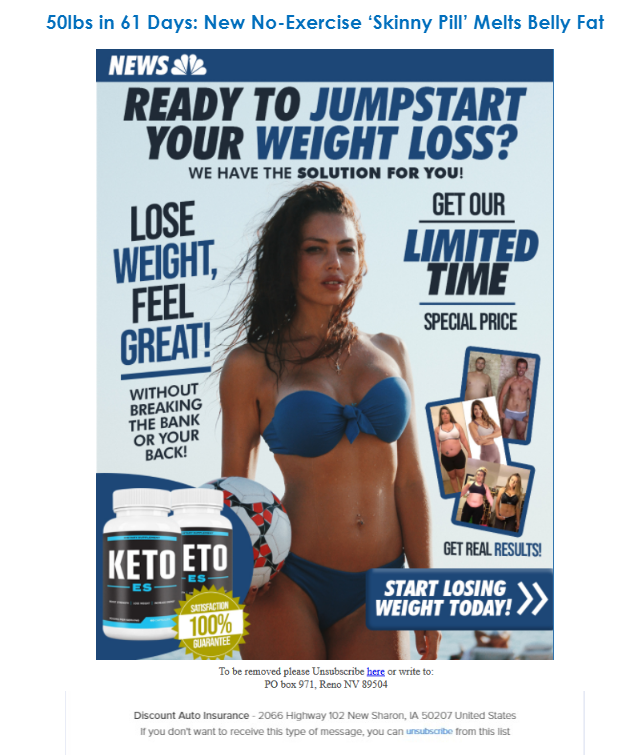 50lbs in 61 Days: New No-Exercise ‘Skinny Pill’ Melts Belly Fat
NEWS
READY TO JUMPSTART
YOUR WEIGHT LOSS?
WE HAVE THE SOLUTION FOR YOU!
LOSE
WEIGHT,
FEEL
GREAT!
WITHOUT
BREAKING
THE BANK
OR YOUR
BACK!
GET OUR
LIMITED
TIME
SPECIAL PRICE
GET REAL RESULTS!
KETO
ES
ETO
ES
SATISFACTION
100%
GUARANTEE
START LOSING
WEIGHT TODAY!
To be removed please Unsubscribe here or write to:
PO box 971, Reno NV 89504
Discount Auto Insurance - 2066 Highway 102 New Sharon, IA 50207 United States
If you don't want to receive this type of message, you can unsubscribe from this list